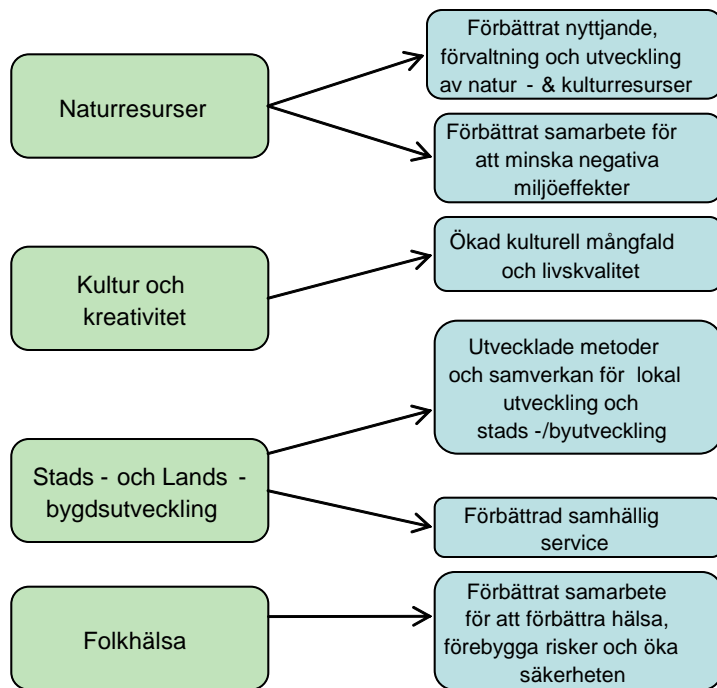 Naturresurser
Förbättrat nyttjande,
förvaltning och utveckling
av natur - & kulturresurser
Förbättrat samarbete för
att minska negativa
miljöeffekter
Kultur och
kreativitet
Ökad kulturell mångfald
och livskvalitet
Stads - och Lands -
bygdsutveckling
Utvecklade metoder
och samverkan för lokal
utveckling och
stads -/byutveckling
Förbättrad samhällig
service
Folkhälsa
Förbättrat samarbete
för att förbättra hälsa,
förebygga risker och öka
säkerheten